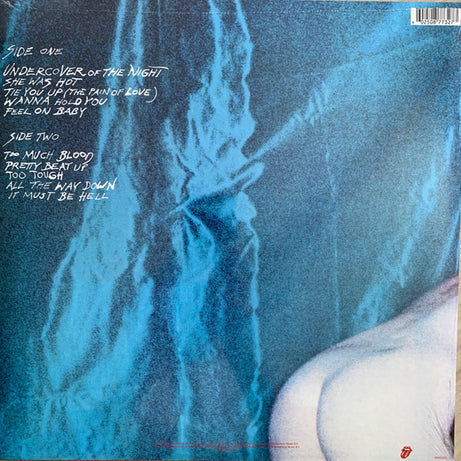 SIDE ONE
UNDERCOVER OF THE NIGHT
SHE WAS HOT
TIE YOU UP (THE PAIN OF LOVE)
WANNA HOLD YOU
FEEL ON BABY
SIDE TWO
TOO MUCH BLOOD
PRETTY BEAT UP
TOO TOUGH
ALL THE WAY DOWN
IT MUST BE HELL